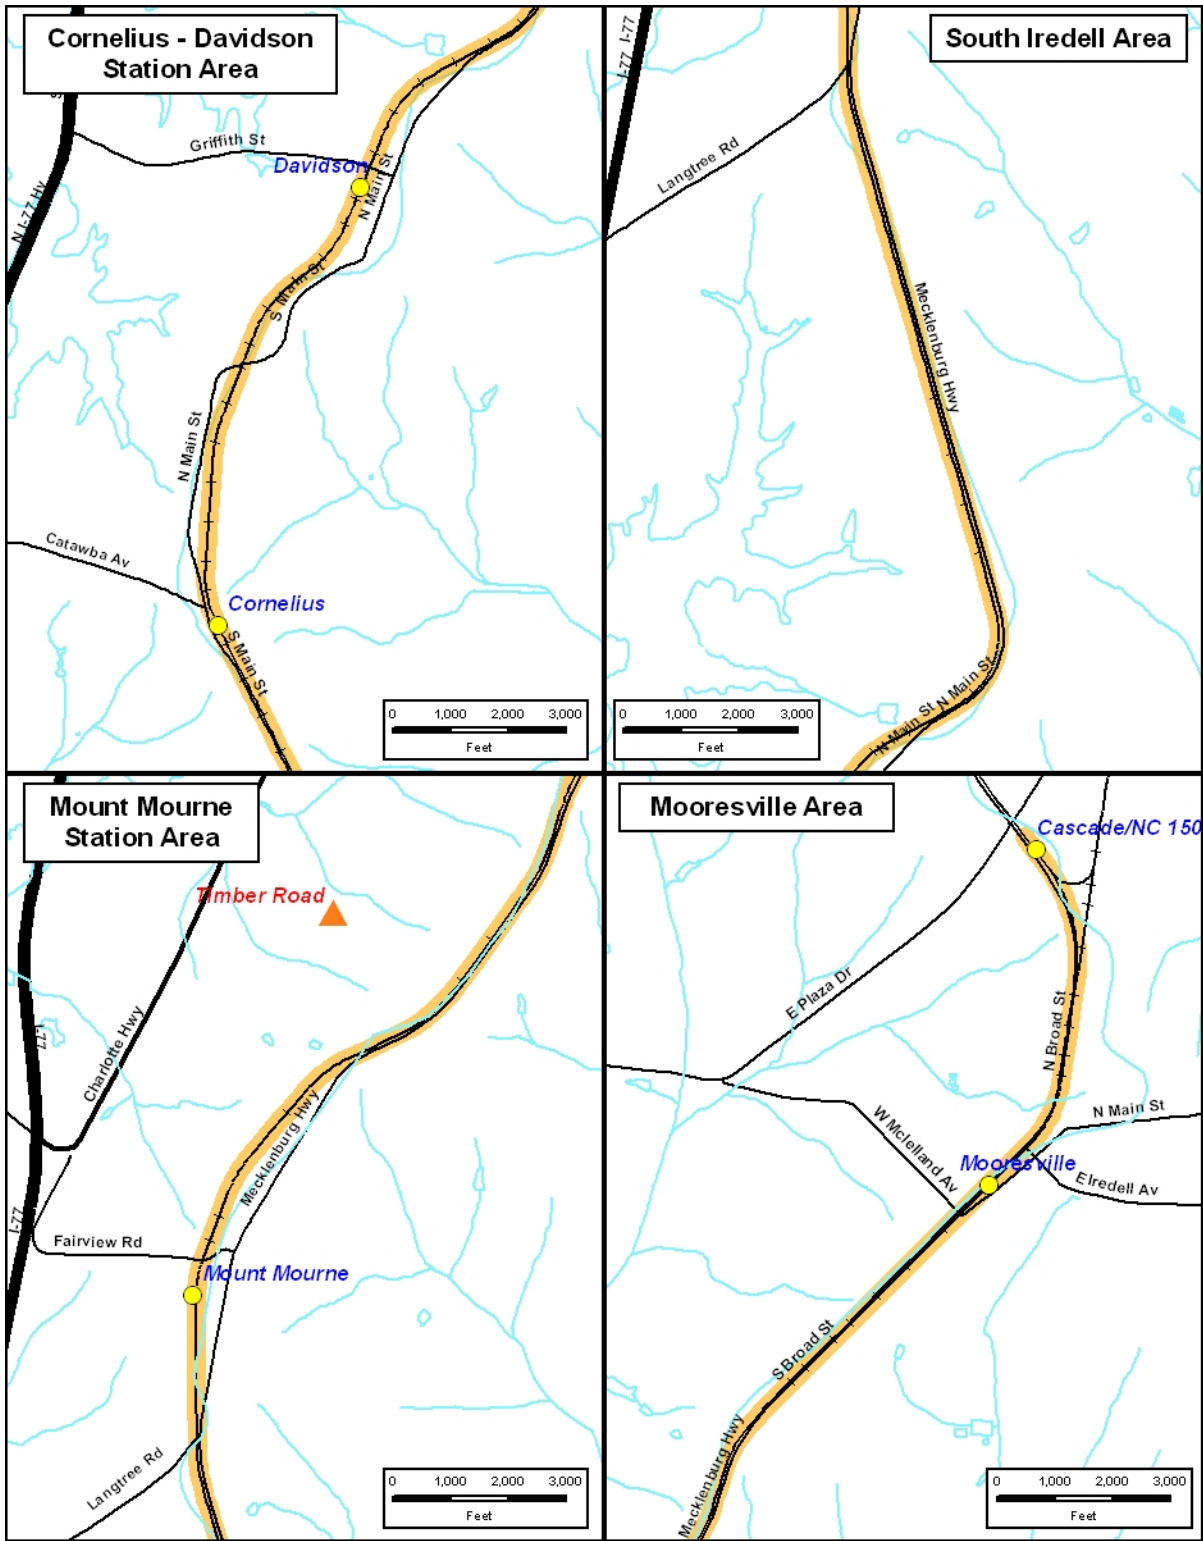 Cornelius - Davidson
Station Area
Griffith St
Davidson
N Main St
N I-77 Hy
S Main St
N Main St
Catawba Av
Cornelius
S Main St
0 1,000 2,000 3,000
Feet
South Iredell Area
I-77 I-77
Langtree Rd
Mecklenburg Hwy
N Main St
N Main St
0 1,000 2,000 3,000
Feet
Mount Mourne
Station Area
Timber Road
I-77
Charlotte Hwy
Mecklenburg Hwy
I-77
Fairview Rd
Mount Mourne
Langtree Rd
0 1,000 2,000 3,000
Feet
Mooresville Area
Cascade/NC 150
E Plaza Dr
N Broad St
W Mclelland Av
N Main St
Mooresville
E Iredell Av
S Broad St
Mecklenburg Hwy
0 1,000 2,000 3,000
Feet